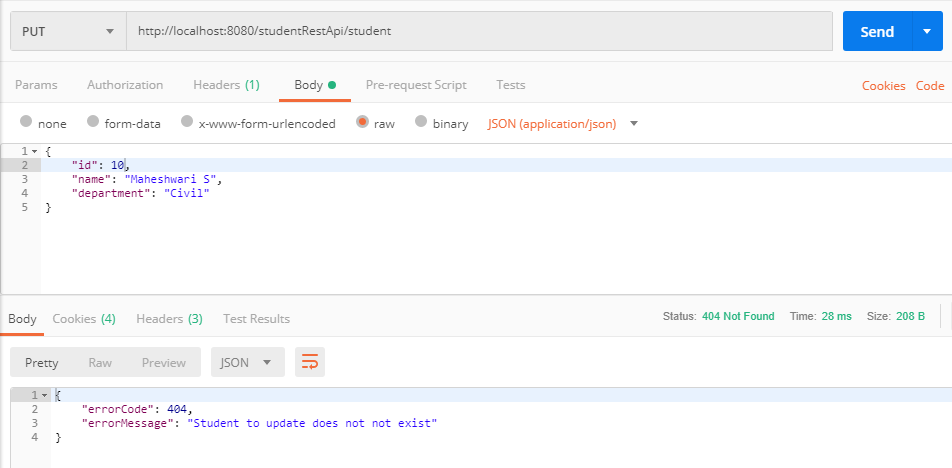 PUT http://localhost:8080/studentRestApi/student Send
Params Authorization Headers (1) Body Pre-request Script Tests Cookies Code
none form-data x-www-form-urlencoded raw binary JSON (application/json)
1 {
2 "id": 10,
3 "name": "Maheshwari S",
4 "department": "Civil"
5 }
Body Cookies (4) Headers (3) Test Results Status: 404 Not Found Time: 28 ms Size: 208 B
Pretty Raw Preview JSON
1 {
2 "errorCode": 404,
3 "errorMessage": "Student to update does not not exist"
4 }